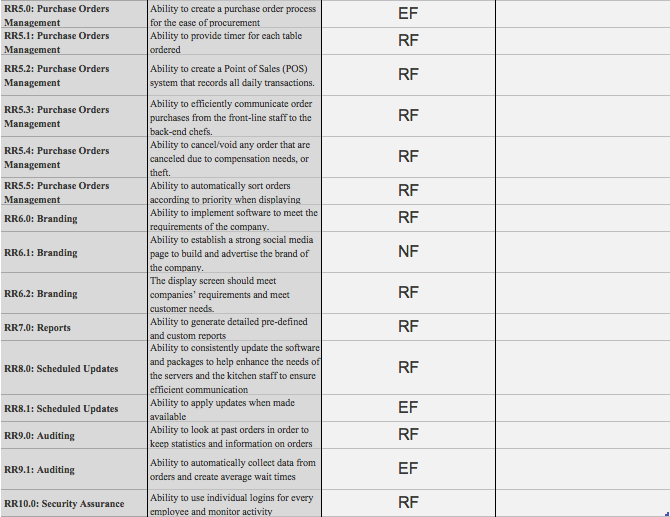 RR5.0: Purchase Orders
Management
Ability to create a purchase order process
for the ease of procurement
EF
RR5.1: Purchase Orders
Management
Ability to provide timer for each table
ordered
RF
RR5.2: Purchase Orders
Management
Ability to create a Point of Sales (POS)
system that records all daily transactions.
RF
RR5.3: Purchase Orders
Management
Ability to efficiently communicate order
purchases from the front-line staff to the
back-end chefs.
RF
RR5.4: Purchase Orders
Management
Ability to cancel/void any order that are
canceled due to compensation needs, or
theft.
RF
RR5.5: Purchase Orders
Management
Ability to automatically sort orders
according to priority when displaying
RF
RR6.0: Branding
Ability to implement software to meet the
requirements of the company.
RF
RR6.1: Branding
Ability to establish a strong social media
page to build and advertise the brand of
the company.
NF
RR6.2: Branding
The display screen should meet
companies’ requirements and meet
customer needs.
RF
RR7.0: Reports
Ability to generate detailed pre-defined
and custom reports
RF
RR8.0: Scheduled Updates
Ability to consistently update the software
and packages to help enhance the needs of
the servers and the kitchen staff to ensure
efficient communication
RF
RR8.1: Scheduled Updates
Ability to apply updates when made
available
EF
RR9.0: Auditing
Ability to look at past orders in order to
keep statistics and information on orders
RF
RR9.1: Auditing
Ability to automatically collect data from
orders and create average wait times
EF
RR10.0: Security Assurance
Ability to use individual logins for every
employee and monitor activity
RF